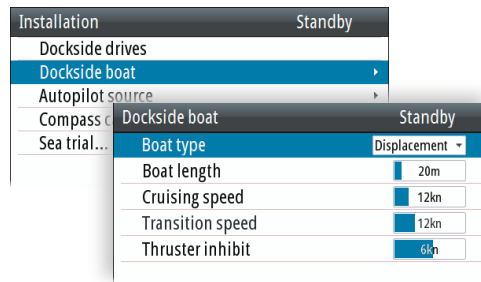 Installation Standby
Dockside drives
Dockside boat
Autopilot source
Compass c
Sea trial...
Dockside boat Standby
Boat type Displacement
Boat length 20m
Cruising speed 12kn
Transition speed 12kn
Thruster inhibit 6kn